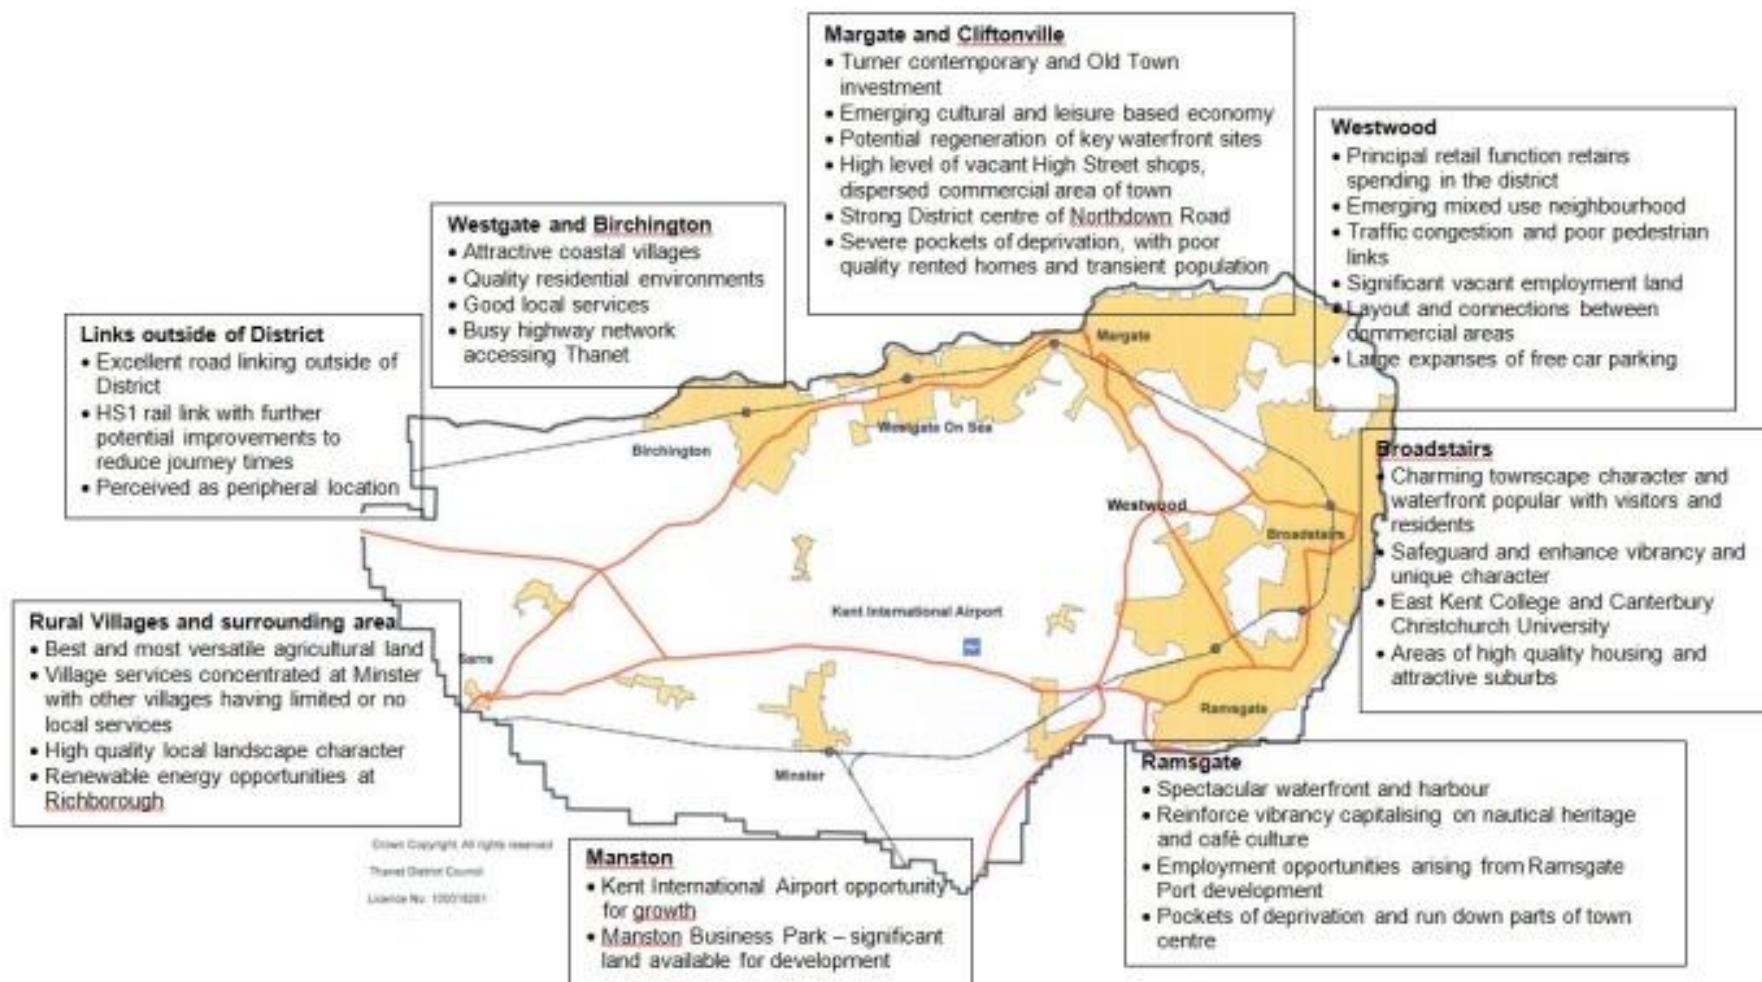 Margate and Cliftonville
• Turner contemporary and Old Town
investment
• Emerging cultural and leisure based economy
• Potential regeneration of key waterfront sites
• High level of vacant High Street shops,
dispersed commercial area of town
• Strong District centre of Northdown Road
• Severe pockets of deprivation, with poor
quality rented homes and transient population
Westwood
• Principal retail function retains
spending in the district
• Emerging mixed use neighbourhood
• Traffic congestion and poor pedestrian
links
• Significant vacant employment land
• Layout and connections between
commercial areas
• Large expanses of free car parking
Westgate and Birchington
• Attractive coastal villages
• Quality residential environments
• Good local services
• Busy highway network
accessing Thanet
Links outside of District
• Excellent road linking outside of
District
• HS1 rail link with further
potential improvements to
reduce journey times
• Perceived as peripheral location
Margate
Westgate On Sea
Birchington
Westwood
Broadstairs
Kent International Airport
Sarre
Ramsgate
Minster
Broadstairs
• Charming townscape character and
waterfront popular with visitors and
residents
• Safeguard and enhance vibrancy and
unique character
• East Kent College and Canterbury
Christchurch University
• Areas of high quality housing and
attractive suburbs
Rural Villages and surrounding area
• Best and most versatile agricultural land
• Village services concentrated at Minster
with other villages having limited or no
local services
• High quality local landscape character
• Renewable energy opportunities at
Richborough
Ramsgate
• Spectacular waterfront and harbour
• Reinforce vibrancy capitalising on nautical heritage
and café culture
• Employment opportunities arising from Ramsgate
Port development
• Pockets of deprivation and run down parts of town
centre
Crown Copyright. All rights reserved
Thanet District Council
Licence No:
Manston
• Kent International Airport opportunity
for growth
• Manston Business Park – significant
land available for development